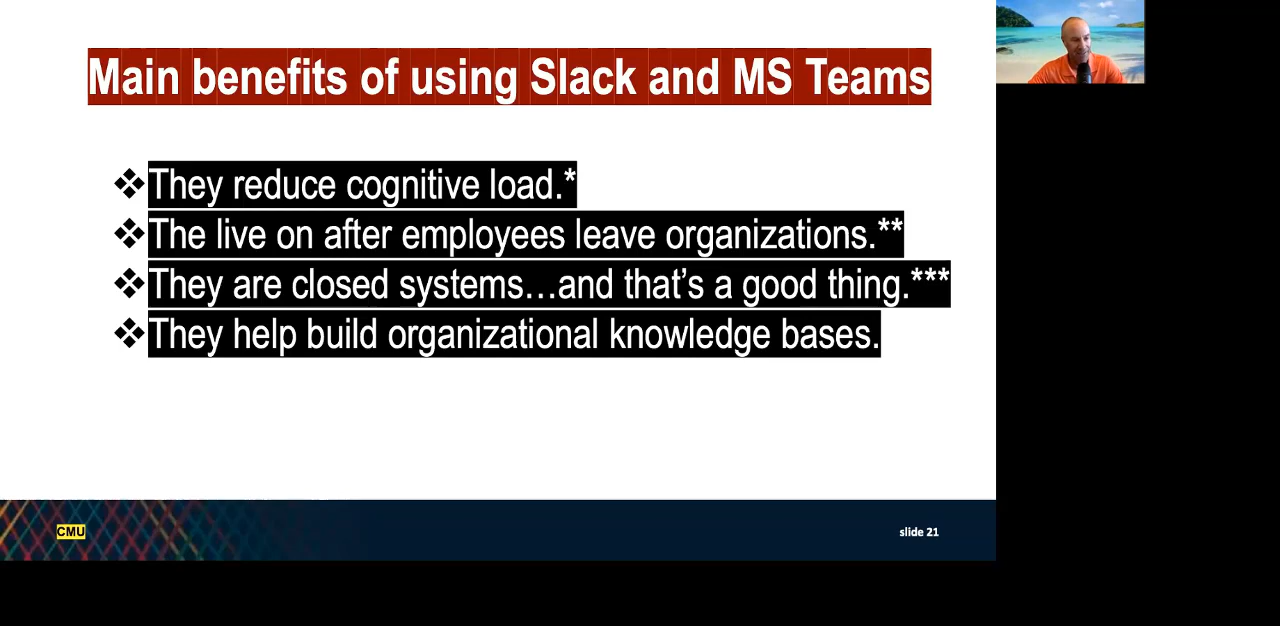 Main benefits of using Slack and MS Teams
❖They reduce cognitive load.*
❖The live on after employees leave organizations.**
❖They are closed systems…and that’s a good thing.***
❖They help build organizational knowledge bases.
CMU
slide 21